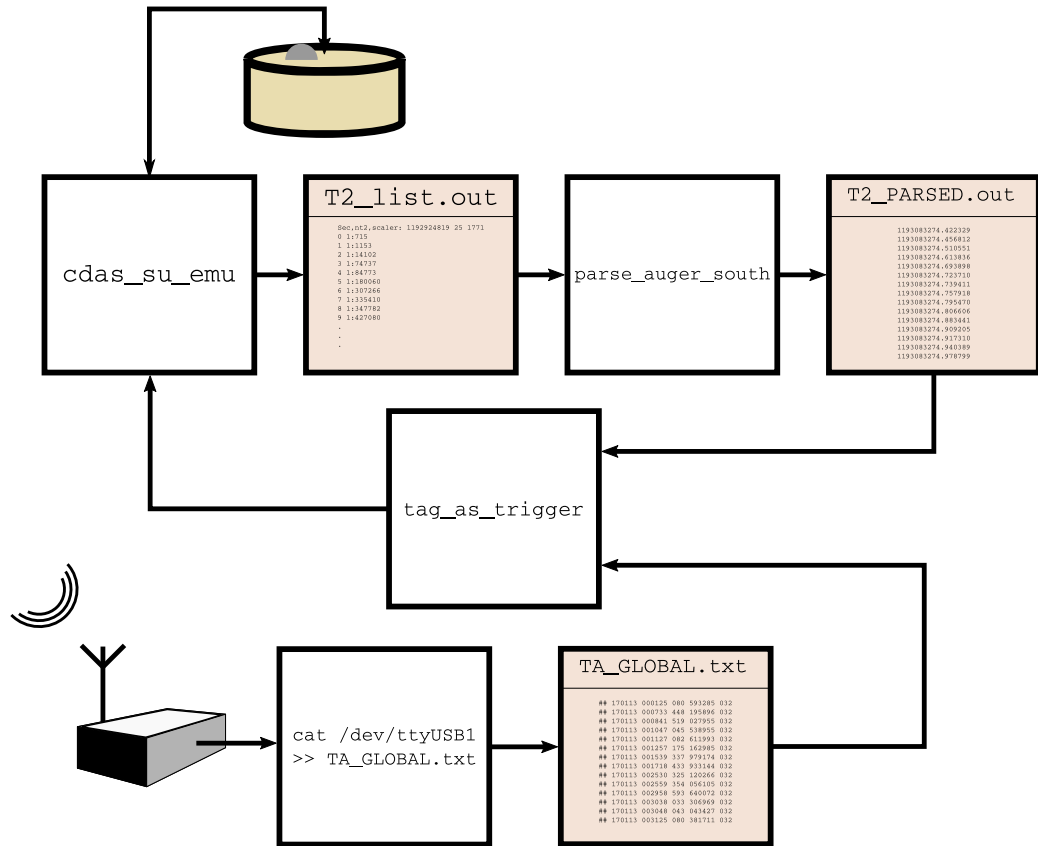 cdas_su_emu
T2_list.out
Sec,nt2,scaler: 1192924819 25 1771
0 1:715
1 1:1153
2 1:14102
3 1:74737
4 1:84773
5 1:180060
6 1:307266
7 1:335410
8 1:347782
9 1:427080
.
.
.
parse_auger_south
T2_PARSED.out
1193083274.422329
1193083274.456812
1193083274.510551
1193083274.613836
1193083274.693898
1193083274.723710
1193083274.739411
1193083274.757918
1193083274.795470
1193083274.806606
1193083274.883441
1193083274.909205
1193083274.917310
1193083274.940389
1193083274.978799
tag_as_trigger
cat /dev/ttyUSB1
>> TA_GLOBAL.txt
TA_GLOBAL.txt
## 170113 000125 080 593285 032
## 170113 000733 448 195896 032
## 170113 000841 519 027955 032
## 170113 001047 045 538955 032
## 170113 001127 082 611993 032
## 170113 001257 175 162985 032
## 170113 001539 337 979174 032
## 170113 001718 433 933144 032
## 170113 002530 325 120266 032
## 170113 002559 354 056105 032
## 170113 002958 593 640072 032
## 170113 003038 033 306969 032
## 170113 003048 043 043427 032
## 170113 003125 080 381711 032